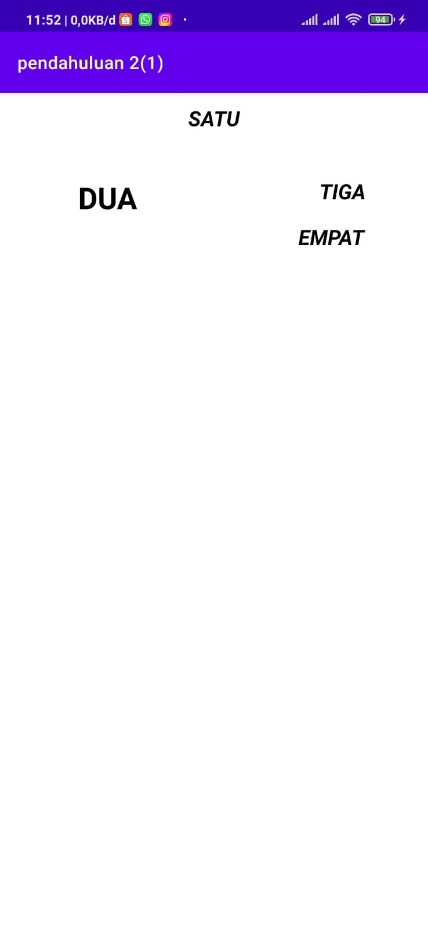 11:52 | 0,0KB/d
94
pendahuluan 2(1)
SATU
DUA
TIGA
EMPAT